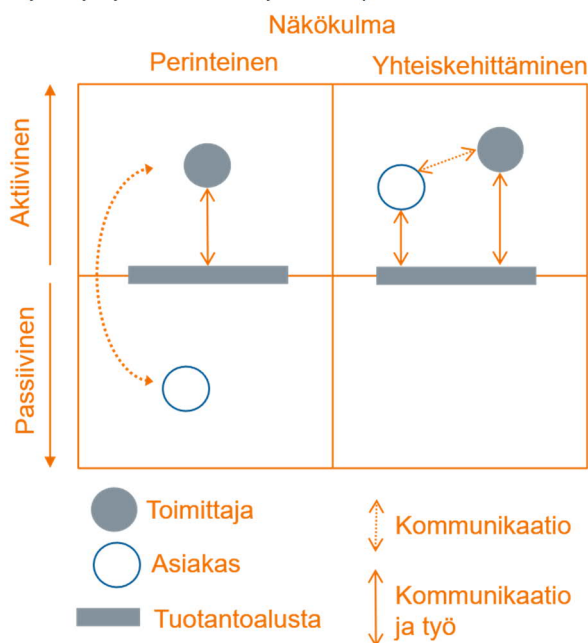 Näkökulma
Perinteinen
Yhteiskehittäminen
Aktiivinen
Passiivinen
Toimittaja
Asiakas
Tuotantoalusta
Kommunikaatio
Kommunikaatio
ja työ